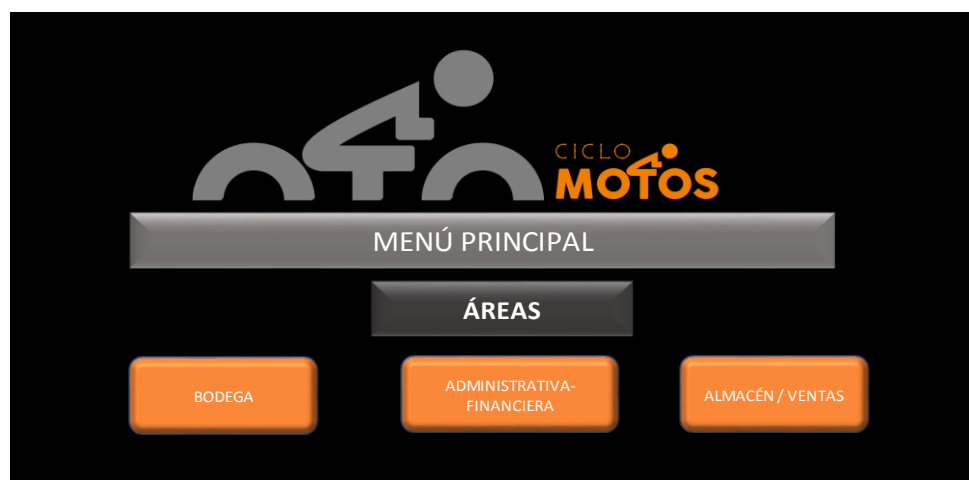 CICLO
MOTOS
MENÚ PRINCIPAL
ÁREAS
BODEGA
ADMINISTRATIVA-
FINANCIERA
ALMACÉN / VENTAS